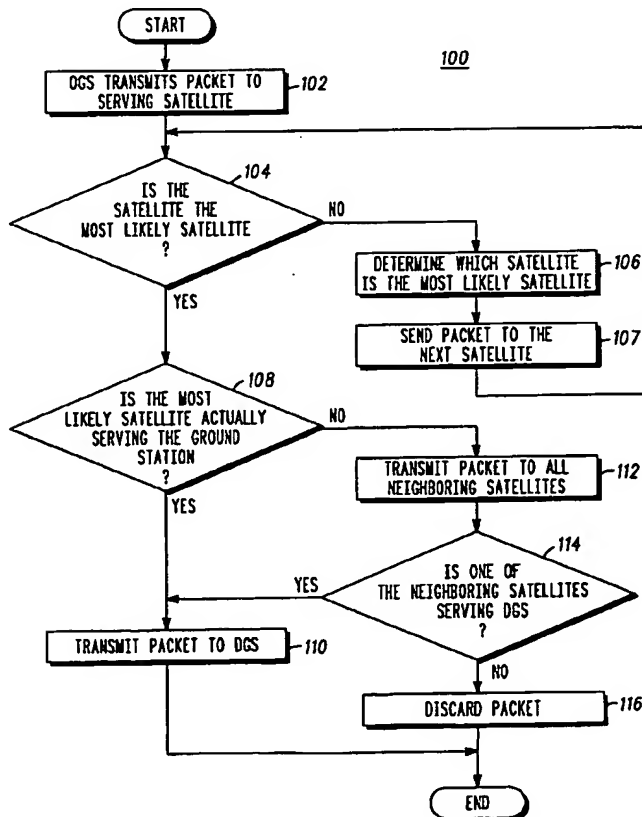 START
100
OGS TRANSMITS PACKET TO
SERVING SATELLITE
102
104
IS THE
SATELLITE THE
MOST LIKELY SATELLITE
?
NO
YES
DETERMINE WHICH SATELLITE
IS THE MOST LIKELY SATELLITE
106
SEND PACKET TO THE
NEXT SATELLITE
107
108
IS THE MOST
LIKELY SATELLITE ACTUALLY
SERVING THE GROUND
STATION
?
NO
YES
TRANSMIT PACKET TO ALL
NEIGHBORING SATELLITES
112
114
IS ONE OF
THE NEIGHBORING SATELLITES
SERVING DGS
?
YES
NO
TRANSMIT PACKET TO DGS
110
DISCARD PACKET
116
END